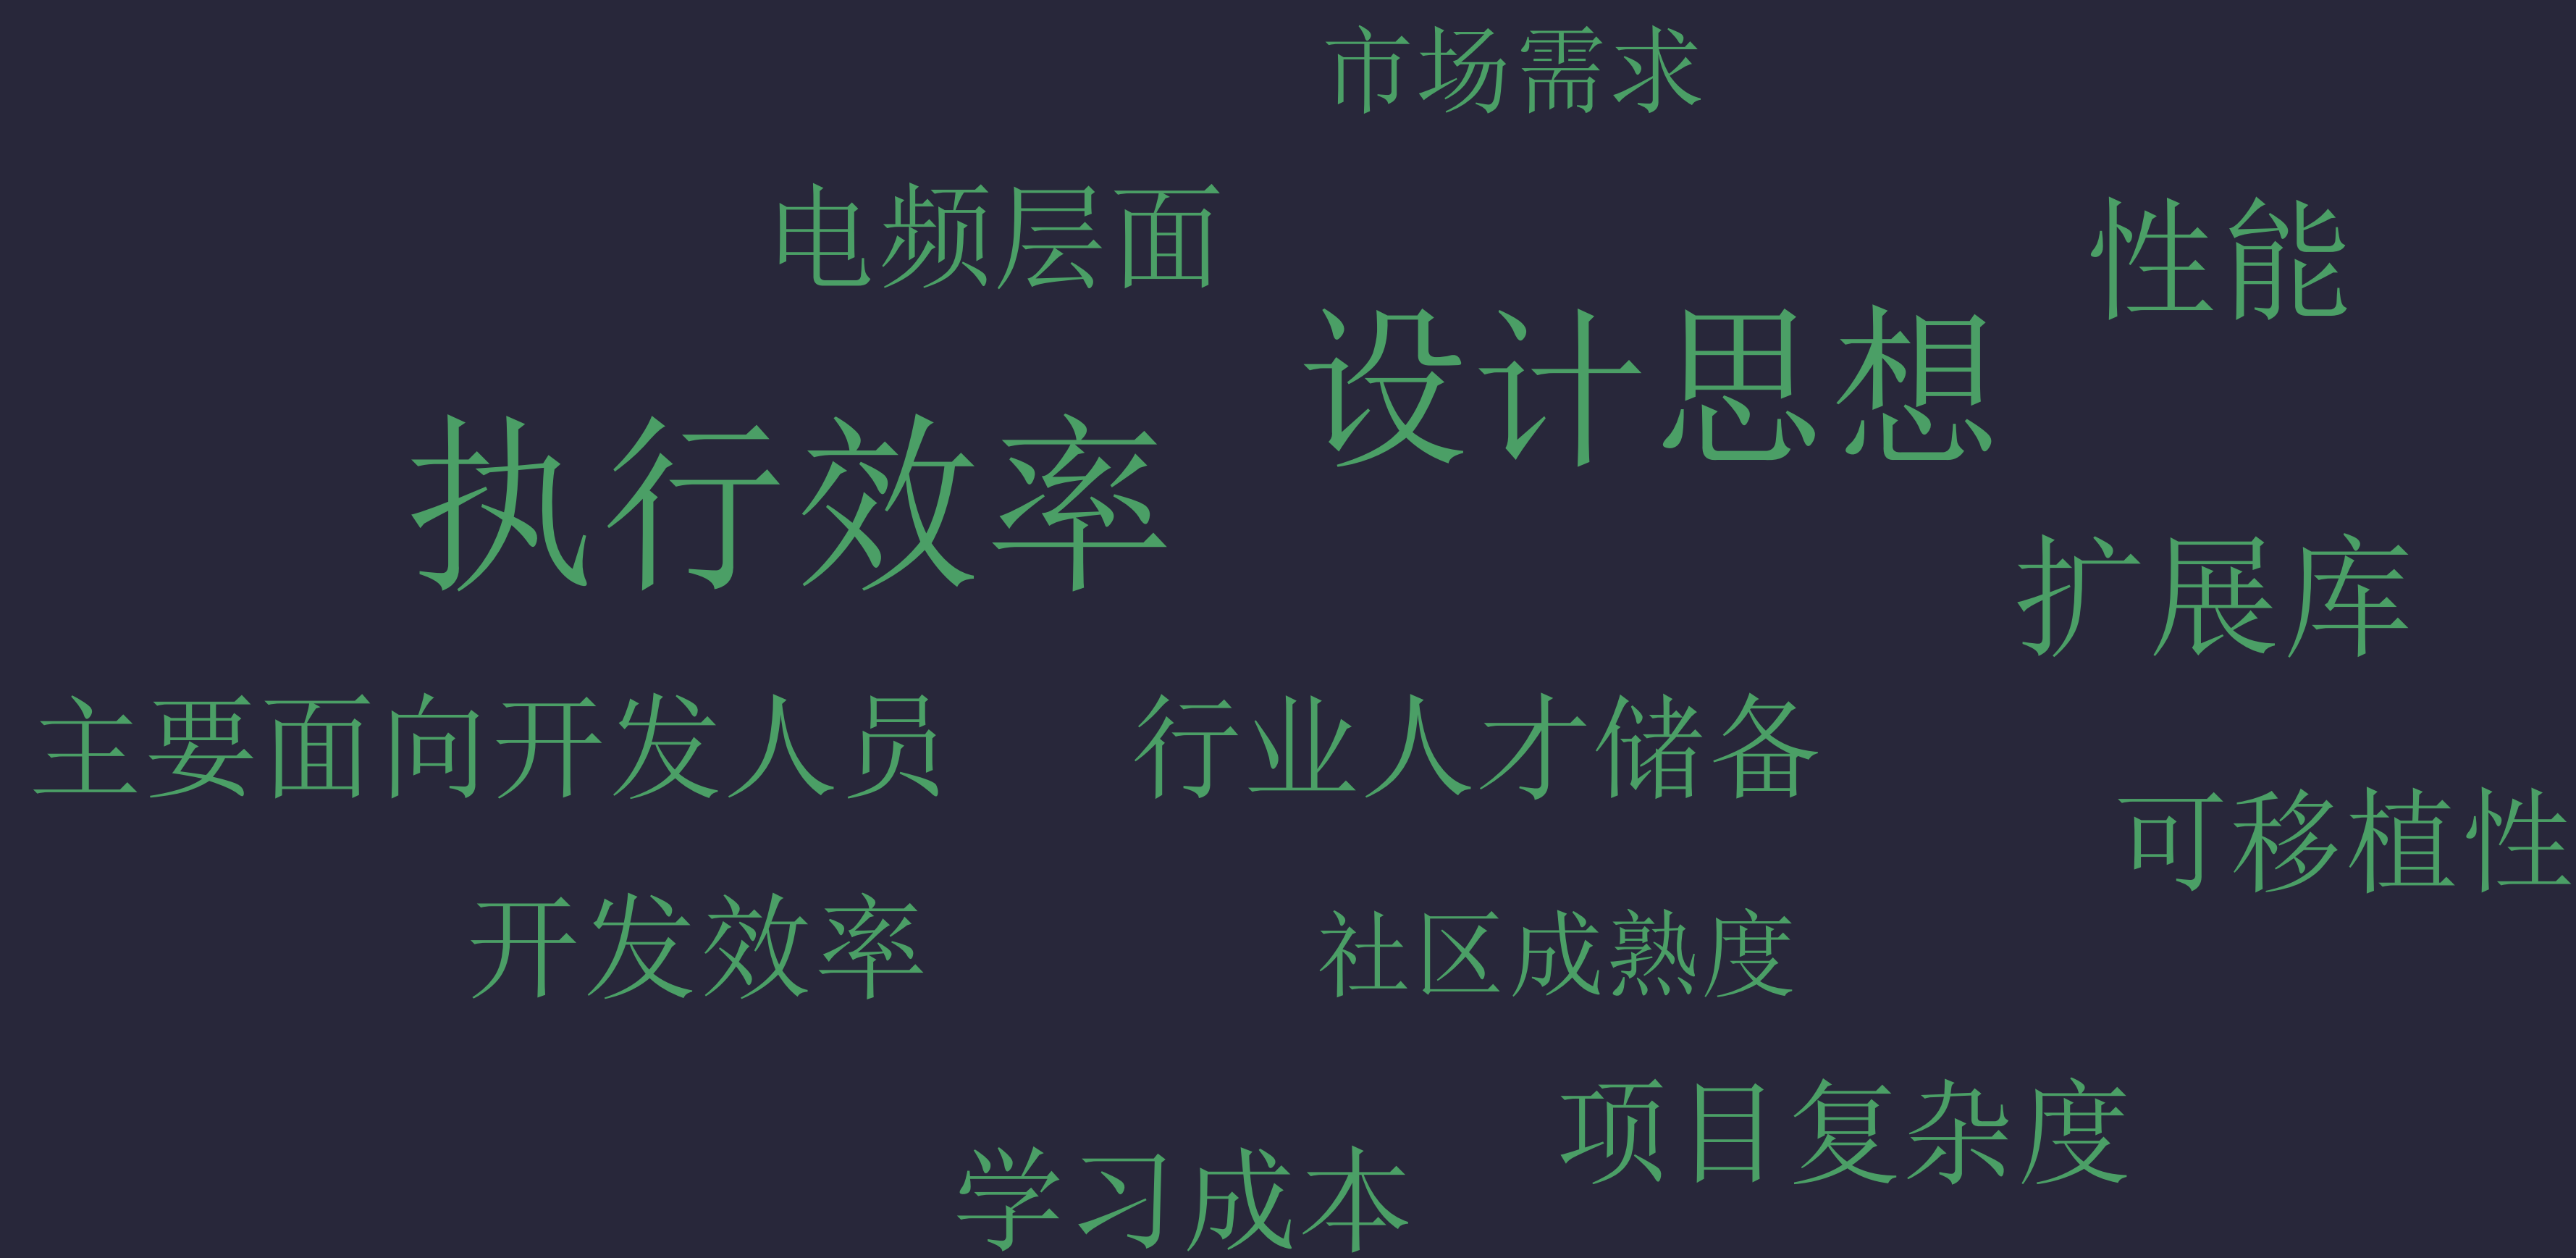 市场需求
电频层面
性能
设计思想
执行效率
扩展库
主要面向开发人员
行业人才储备
可移植性
开发效率
社区成熟度
项目复杂度
学习成本